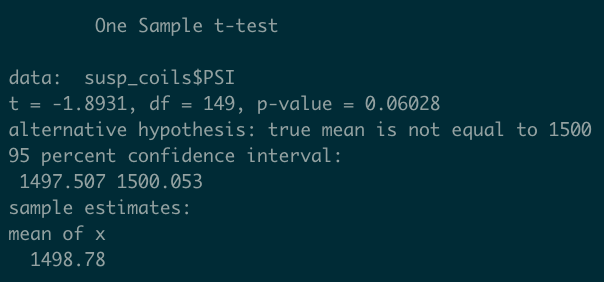 One Sample t-test
data:  susp_coils$PSI
t = -1.8931, df = 149, p-value = 0.06028
alternative hypothesis: true mean is not equal to 1500
95 percent confidence interval:
 1497.507 1500.053
sample estimates:
mean of x
  1498.78